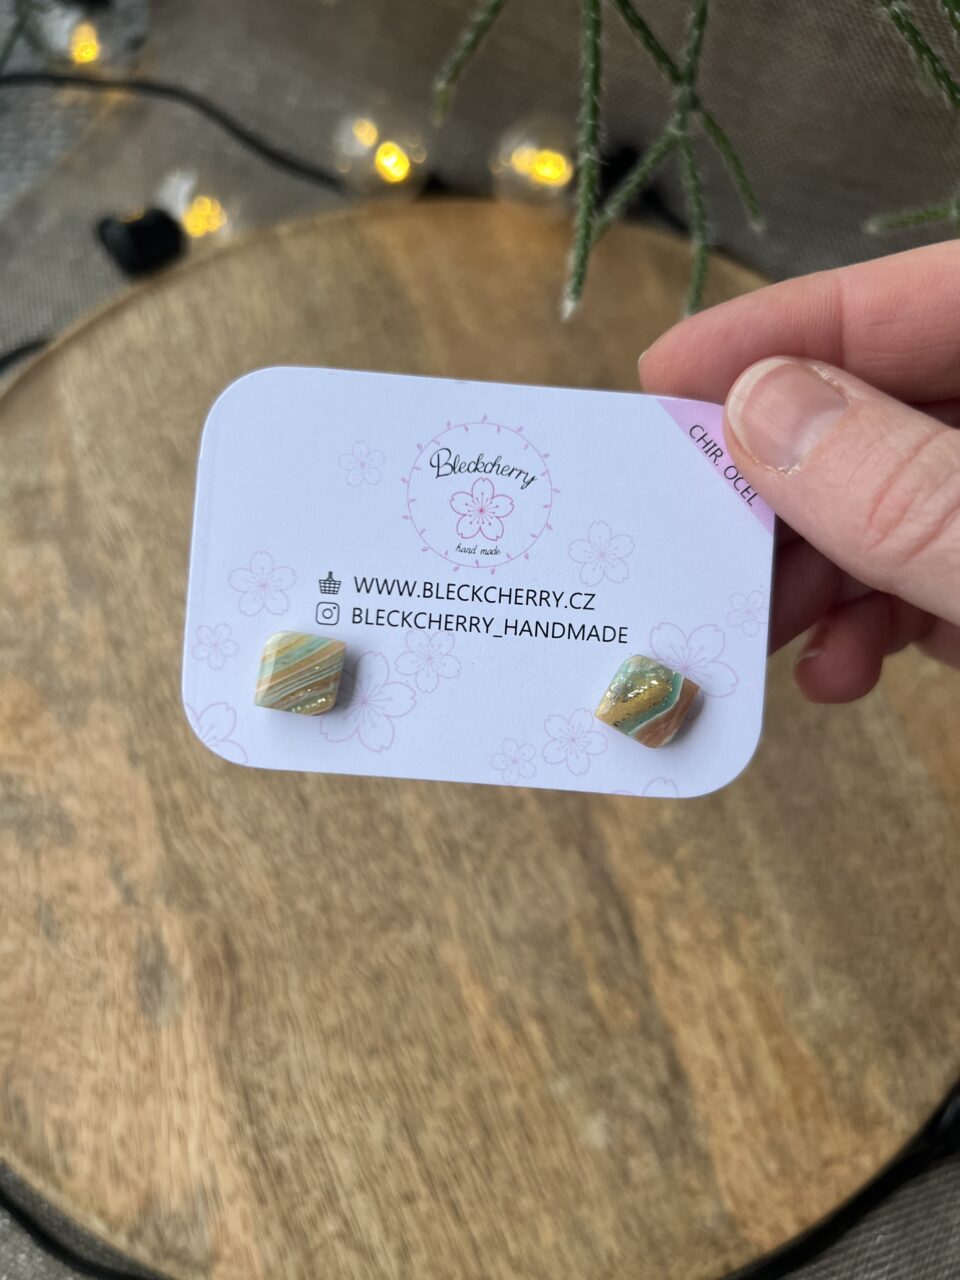 Bleckcherry
hand made
CHIR. OCEL
WWW.BLECKCHERRY.CZ
BLECKCHERRY_HANDMADE